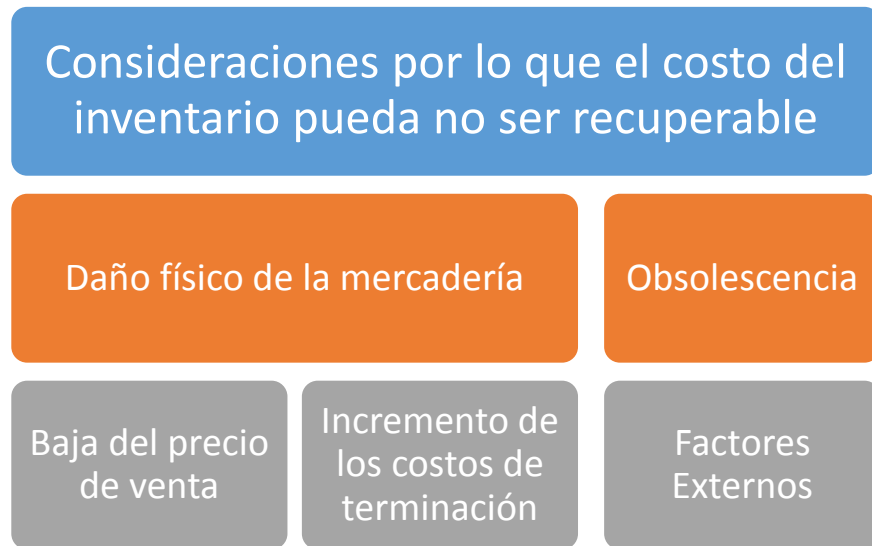 Consideraciones por lo que el costo del
inventario pueda no ser recuperable
Daño físico de la mercadería
Obsolescencia
Baja del precio
de venta
Incremento de
los costos de
terminación
Factores
Externos